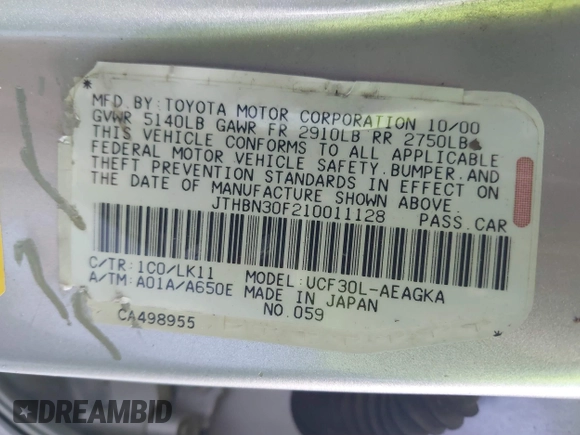 MFD.BY:TOYOTA MOTOR CORPORATION 10/00
GVWR 5140LB GAWR FR 2910LB RR 2750LB
THIS VEHICLE CONFORMS TO ALL APPLICABLE
FEDERAL MOTOR VEHICLE SAFETY,BUMPER,AND
THEFT PREVENTION STANDARDS IN EFFECT ON
THE DATE OF MANUFACTURE SHOWN ABOVE.
JTHBN30F210011128 PASS.CAR
C/TR:1C0/LK11 MODEL:UCF30L-AEAGKA
A/TM:A01A/A650E MADE IN JAPAN
NO.059
CA498955
DREAMBID